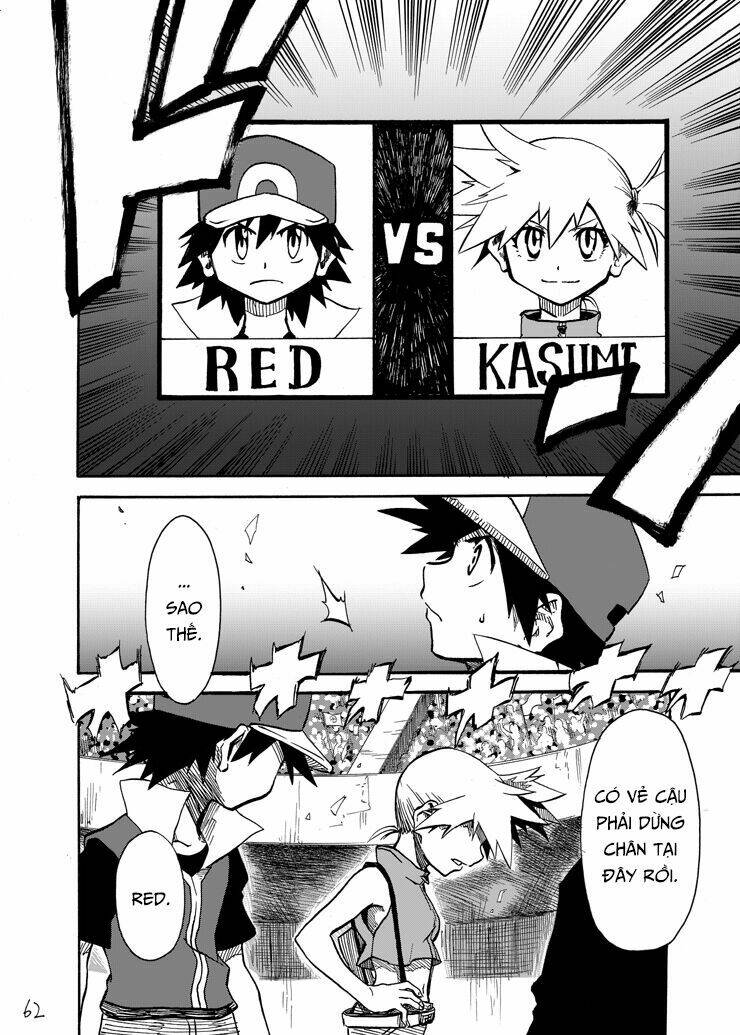 VS
RED
KASUMI
...
SAO
THẾ.
CÓ VẺ CẬU
PHẢI DỪNG
CHÂN TẠI
ĐÂY RỒI.
RED.
62